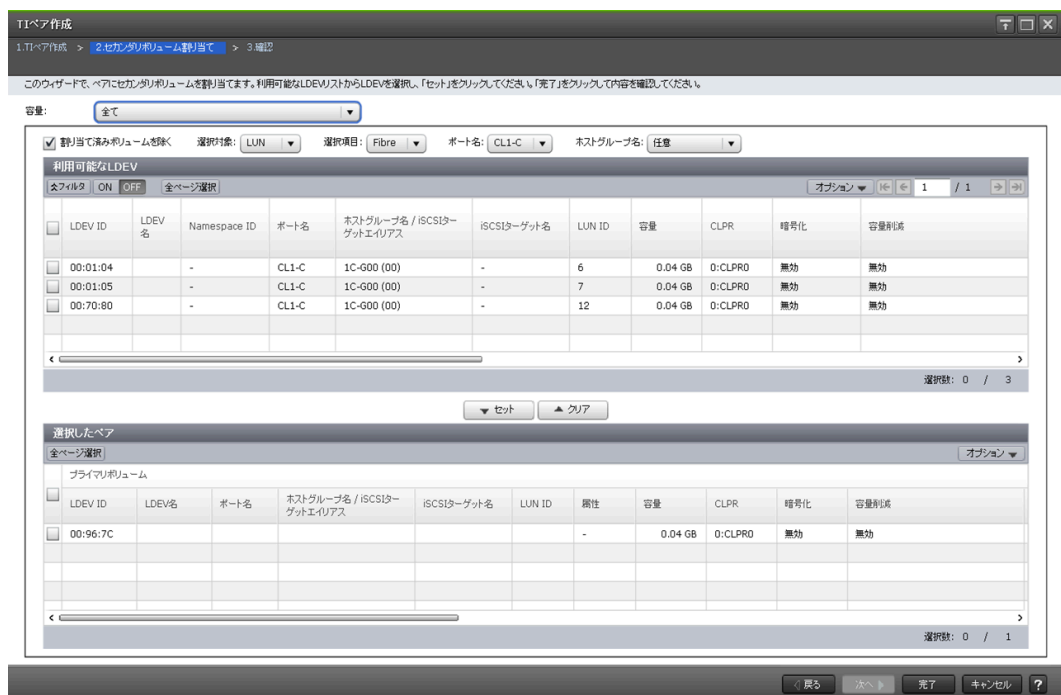 TIペア作成
1.TIペア作成 > 2.セカンダリボリューム割り当て > 3.確認
このウィザードで、ペアにセカンダリボリュームを割り当てます。利用可能なLDEVリストからLDEVを選択し、「セット」をクリックしてください。「完了」をクリックして内容を確認してください。
容量: 全て
割り当て済みボリュームを除く 選択対象: LUN 選択項目: Fibre ポート名: CL1-C ホストグループ名: 任意
利用可能なLDEV
フィルタ ON OFF 全ページ選択 オプション 1 / 1
LDEV ID LDEV名 Namespace ID ポート名 ホストグループ名 / iSCSIターゲットエイリアス iSCSIターゲット名 LUN ID 容量 CLPR 暗号化 容量削減
00:01:04 - CL1-C 1C-G00 (00) - 6 0.04 GB 0:CLPR0 無効 無効
00:01:05 - CL1-C 1C-G00 (00) - 7 0.04 GB 0:CLPR0 無効 無効
00:70:80 - CL1-C 1C-G00 (00) - 12 0.04 GB 0:CLPR0 無効 無効
選択数: 0 / 3
セット クリア
選択したペア
全ページ選択 オプション
プライマリボリューム
LDEV ID LDEV名 ポート名 ホストグループ名 / iSCSIターゲットエイリアス iSCSIターゲット名 LUN ID 属性 容量 CLPR 暗号化 容量削減
00:96:7C - 0.04 GB 0:CLPR0 無効 無効
選択数: 0 / 1
戻る 次へ 完了 キャンセル ?